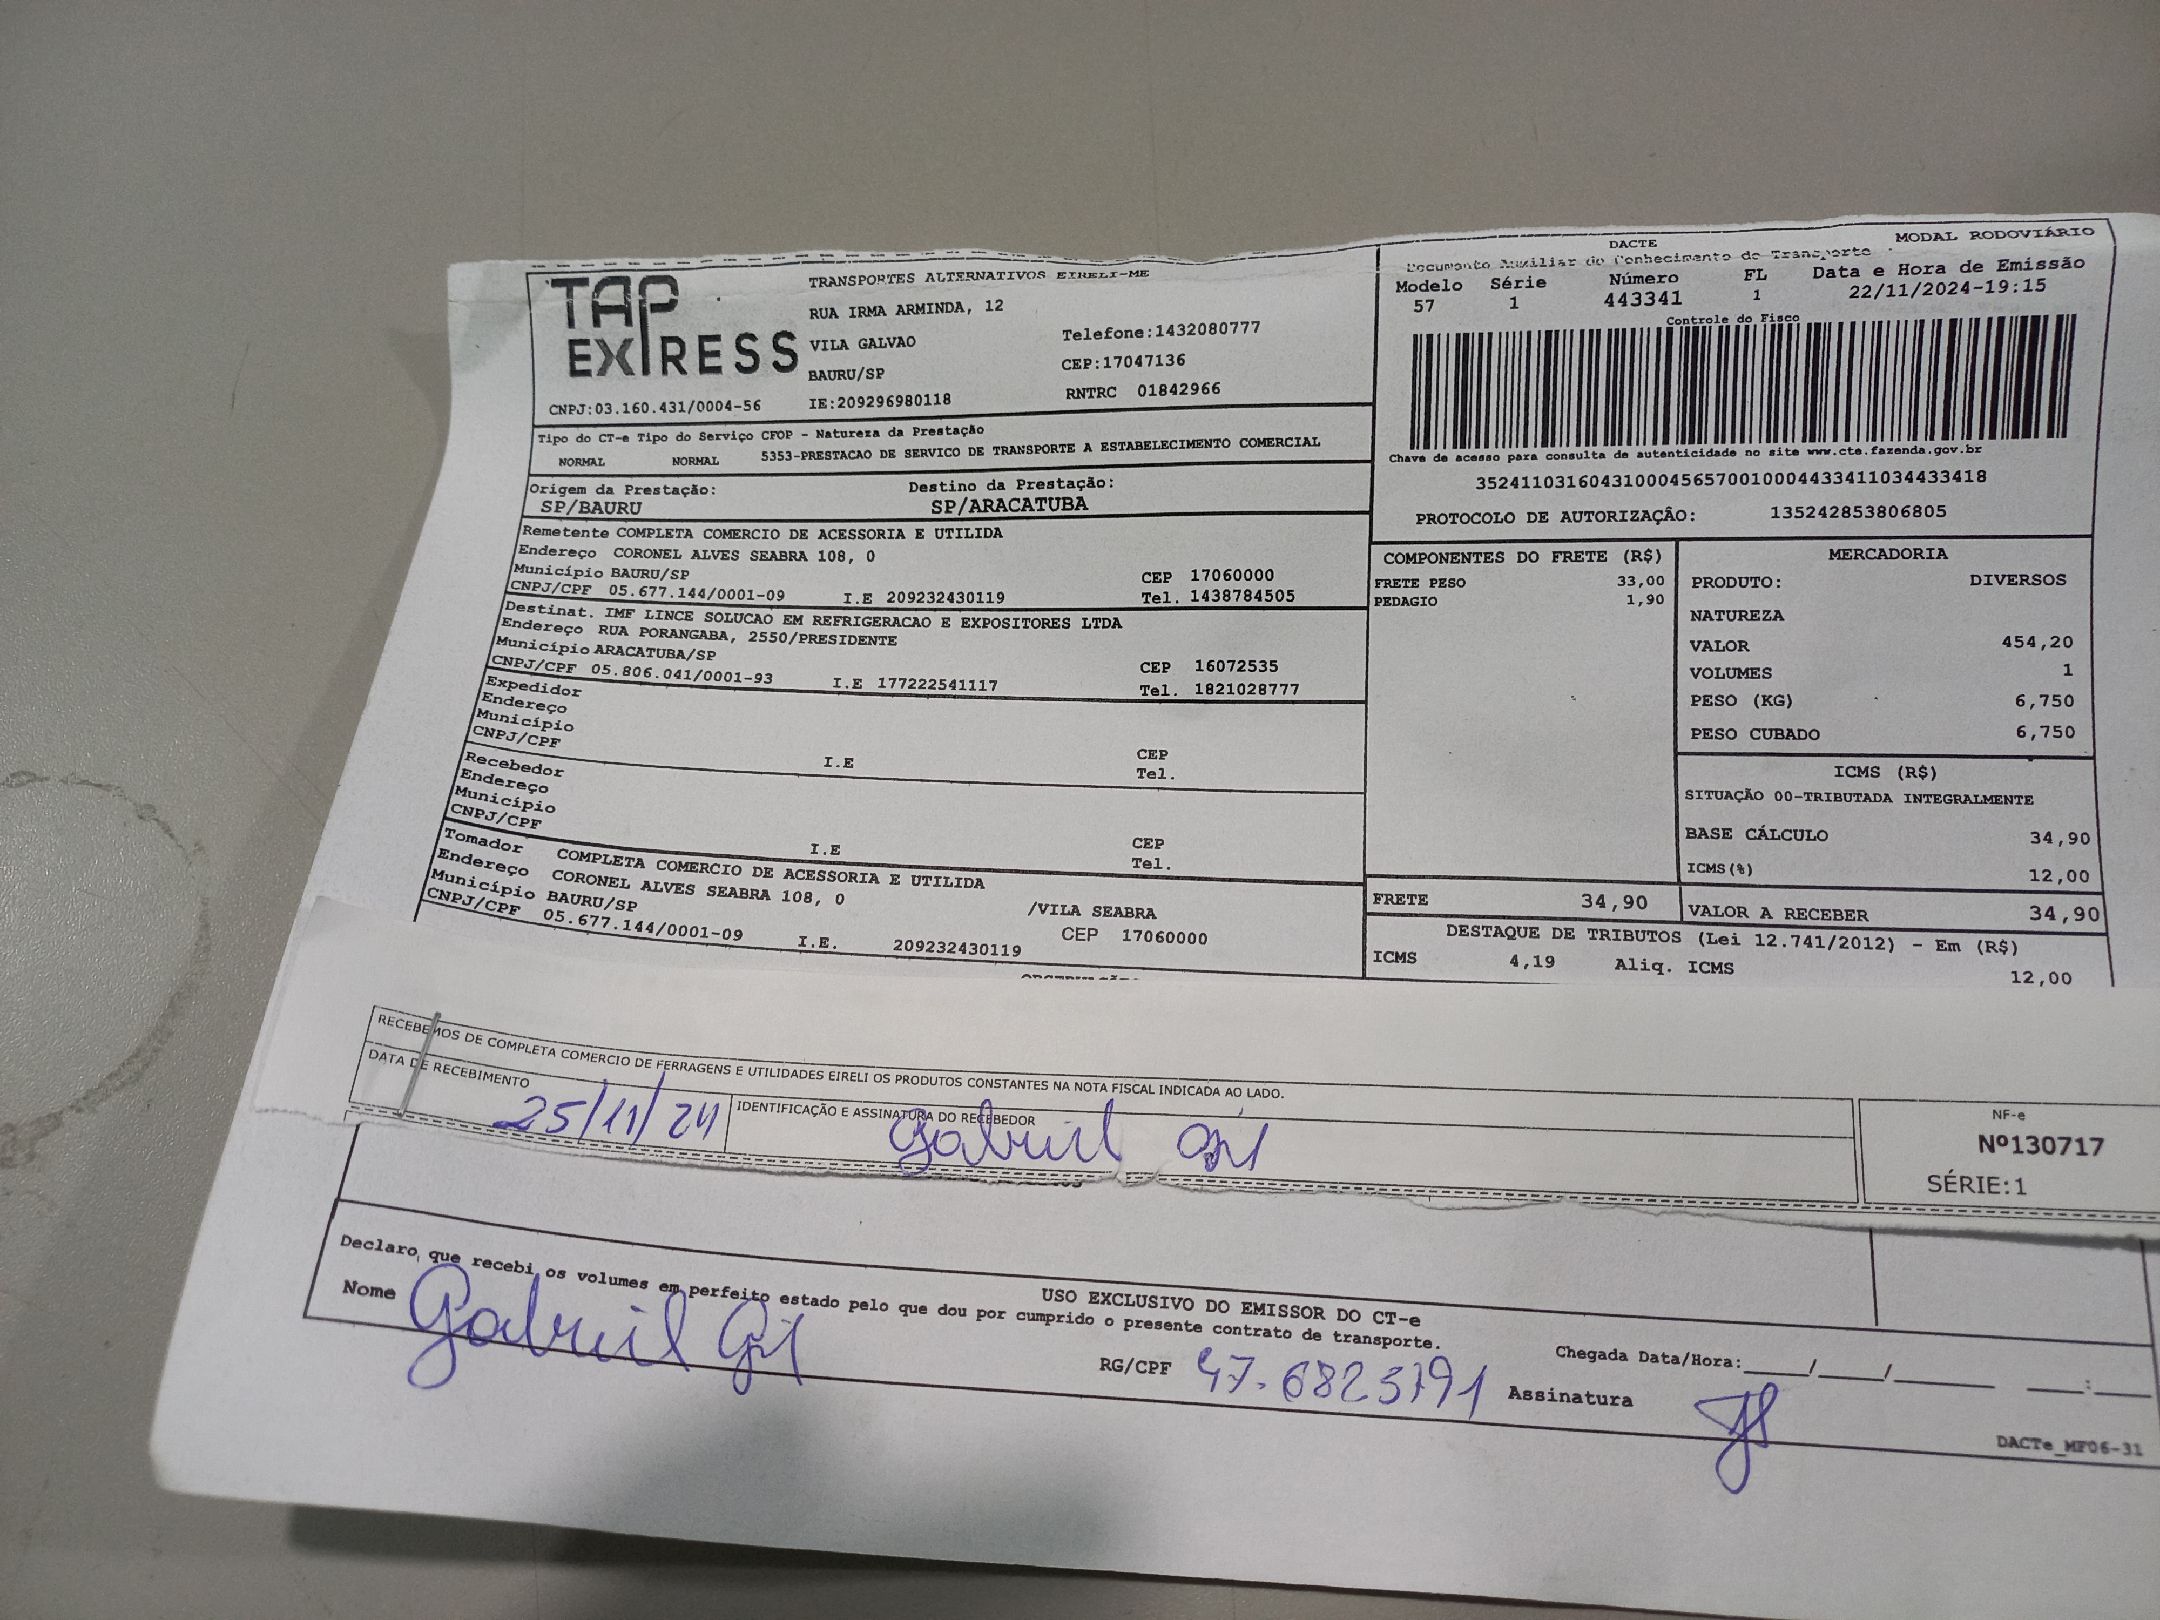 TAP EXPRESS
CNPJ:03.160.431/0004-56
TRANSPORTES ALTERNATIVOS EIRELI-ME
RUA IRMA ARMINDA, 12
VILA GALVAO Telefone:1432080777
BAURU/SP CEP:17047136
IE:209296980118 RNTRC 01842966
DACTE MODAL RODOVIÁRIO
Documento Auxiliar do Conhecimento de Transporte
Modelo Série Número FL Data e Hora de Emissão
57 1 443341 1 22/11/2024-19:15
Controle do Fisco
Chave de acesso para consulta de autenticidade no site www.cte.fazenda.gov.br
35241103160431000456570010004433411034433418
PROTOCOLO DE AUTORIZAÇÂO: 135242853806805
Tipo do CT-e Tipo do Serviço CFOP - Natureza da Prestação
NORMAL NORMAL 5353-PRESTACAO DE SERVICO DE TRANSPORTE A ESTABELECIMENTO COMERCIAL
Origem da Prestação: Destino da Prestação:
SP/BAURU SP/ARACATUBA
Remetente COMPLETA COMERCIO DE ACESSORIA E UTILIDA
Endereço CORONEL ALVES SEABRA 108, 0
Município BAURU/SP CEP 17060000
CNPJ/CPF 05.677.144/0001-09 I.E 209232430119 Tel. 1438784505
Destinat. IMF LINCE SOLUCAO EM REFRIGERACAO E EXPOSITORES LTDA
Endereço RUA PORANGABA, 2550/PRESIDENTE
Município ARACATUBA/SP CEP 16072535
CNPJ/CPF 05.806.041/0001-93 I.E 177222541117 Tel. 1821028777
Expedidor
Endereço
Município CEP
CNPJ/CPF I.E Tel.
Recebedor
Endereço
Município CEP
CNPJ/CPF I.E Tel.
Tomador COMPLETA COMERCIO DE ACESSORIA E UTILIDA
Endereço CORONEL ALVES SEABRA 108, 0 /VILA SEABRA
Município BAURU/SP CEP 17060000
CNPJ/CPF 05.677.144/0001-09 I.E. 209232430119
COMPONENTES DO FRETE (R$)
FRETE PESO 33,00
PEDAGIO 1,90
MERCADORIA
PRODUTO: DIVERSOS
NATUREZA
VALOR 454,20
VOLUMES 1
PESO (KG) 6,750
PESO CUBADO 6,750
ICMS (R$)
SITUAÇÃO 00-TRIBUTADA INTEGRALMENTE
BASE CÁLCULO 34,90
ICMS(%) 12,00
FRETE 34,90 VALOR A RECEBER 34,90
DESTAQUE DE TRIBUTOS (Lei 12.741/2012) - Em (R$)
ICMS 4,19 Aliq. ICMS 12,00
RECEBEMOS DE COMPLETA COMERCIO DE FERRAGENS E UTILIDADES EIRELI OS PRODUTOS CONSTANTES NA NOTA FISCAL INDICADA AO LADO.
DATA DE RECEBIMENTO IDENTIFICAÇÃO E ASSINATURA DO RECEBEDOR
25/11/24 Gabriel Gil
NF-e
Nº130717
SÉRIE:1
USO EXCLUSIVO DO EMISSOR DO CT-e
Declaro que recebi os volumes em perfeito estado pelo que dou por cumprido o presente contrato de transporte.
Nome Gabriel Gil RG/CPF Chegada Data/Hora:____/____/______ ___:___
Assinatura
DACTe_MF06-31